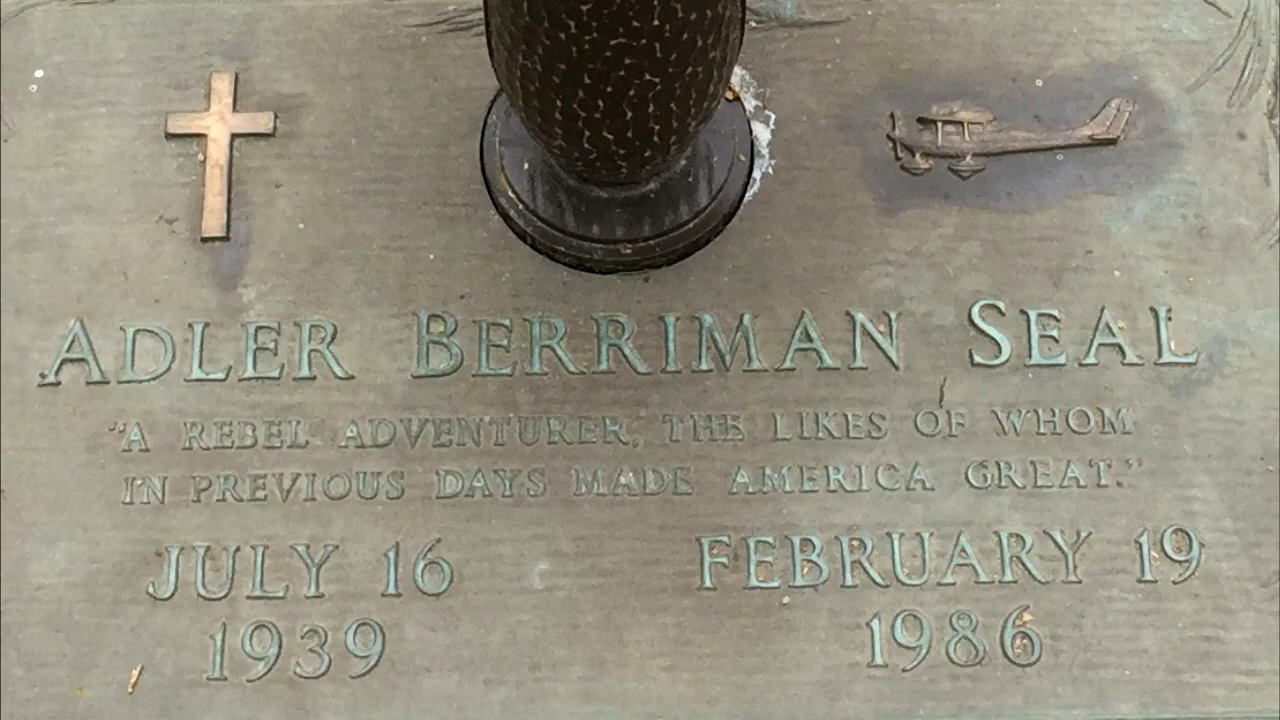 ADLER BERRIMAN SEAL
"A REBEL ADVENTURER, THE LIKES OF WHOM
IN PREVIOUS DAYS MADE AMERICA GREAT."
JULY 16 FEBRUARY 19
1939 1986